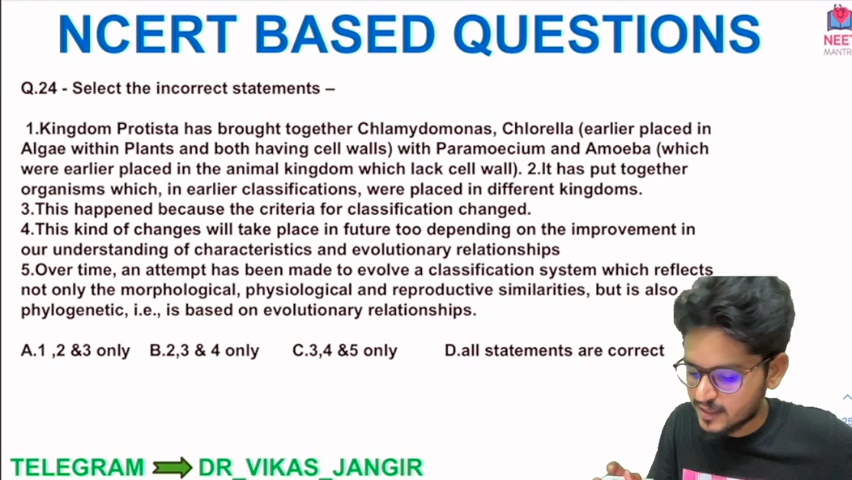 NCERT BASED QUESTIONS
NEET
MANTRA
Q.24 - Select the incorrect statements –
1.Kingdom Protista has brought together Chlamydomonas, Chlorella (earlier placed in
Algae within Plants and both having cell walls) with Paramoecium and Amoeba (which
were earlier placed in the animal kingdom which lack cell wall). 2.It has put together
organisms which, in earlier classifications, were placed in different kingdoms.
3.This happened because the criteria for classification changed.
4.This kind of changes will take place in future too depending on the improvement in
our understanding of characteristics and evolutionary relationships
5.Over time, an attempt has been made to evolve a classification system which reflects
not only the morphological, physiological and reproductive similarities, but is also
phylogenetic, i.e., is based on evolutionary relationships.
A.1 ,2 &3 only B.2,3 & 4 only C.3,4 &5 only D.all statements are correct
TELEGRAM DR_VIKAS_JANGIR